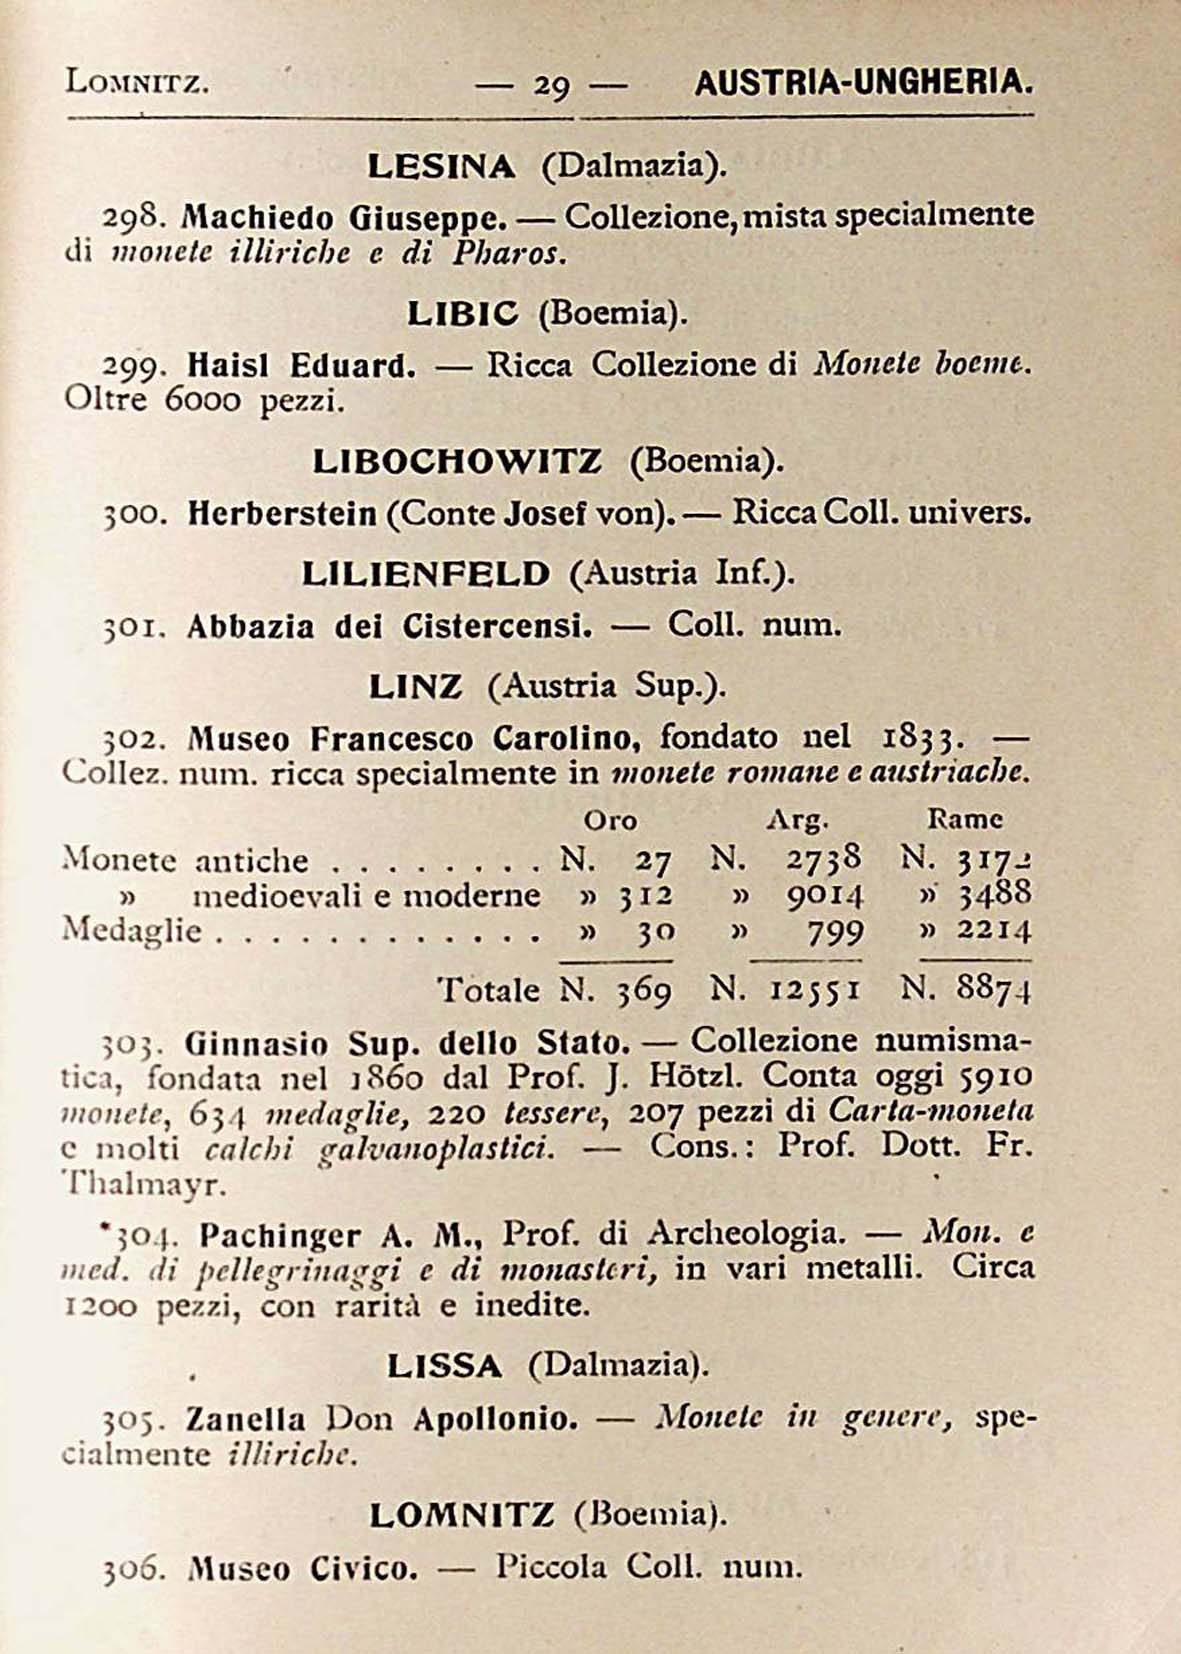 LOMNITZ. — 29 — AUSTRIA-UNGHERIA.
LESINA (Dalmazia).
298. Machiedo Giuseppe. — Collezione, mista specialmente
di monete illiriche e di Pharos.
LIBIC (Boemia).
299. Haisl Eduard. — Ricca Collezione di Monete boeme.
Oltre 6000 pezzi.
LIBOCHOWITZ (Boemia).
300. Herberstein (Conte Josef von). — Ricca Coll. univers.
LILIENFELD (Austria Inf.).
301. Abbazia dei Cistercensi. — Coll. num.
LINZ (Austria Sup.).
302. Museo Francesco Carolino, fondato nel 1833. —
Collez. num. ricca specialmente in monete romane e austriache.
Oro Arg. Rame
Monete antiche . . . . . . . . N. 27 N. 2738 N. 3172
» medioevali e moderne » 312 » 9014 » 3488
Medaglie . . . . . . . . . . . . » 30 » 799 » 2214
Totale N. 369 N. 12551 N. 8874
303. Ginnasio Sup. dello Stato. — Collezione numisma-
tica, fondata nel 1860 dal Prof. J. Hötzl. Conta oggi 5910
monete, 634 medaglie, 220 tessere, 207 pezzi di Carta-moneta
e molti calchi galvanoplastici. — Cons.: Prof. Dott. Fr.
Thalmayr.
*304. Pachinger A. M., Prof. di Archeologia. — Mon. e
med. di pellegrinaggi e di monasteri, in vari metalli. Circa
1200 pezzi, con rarità e inedite.
LISSA (Dalmazia).
305. Zanella Don Apollonio. — Monete in genere, spe-
cialmente illiriche.
LOMNITZ (Boemia).
306. Museo Civico. — Piccola Coll. num.